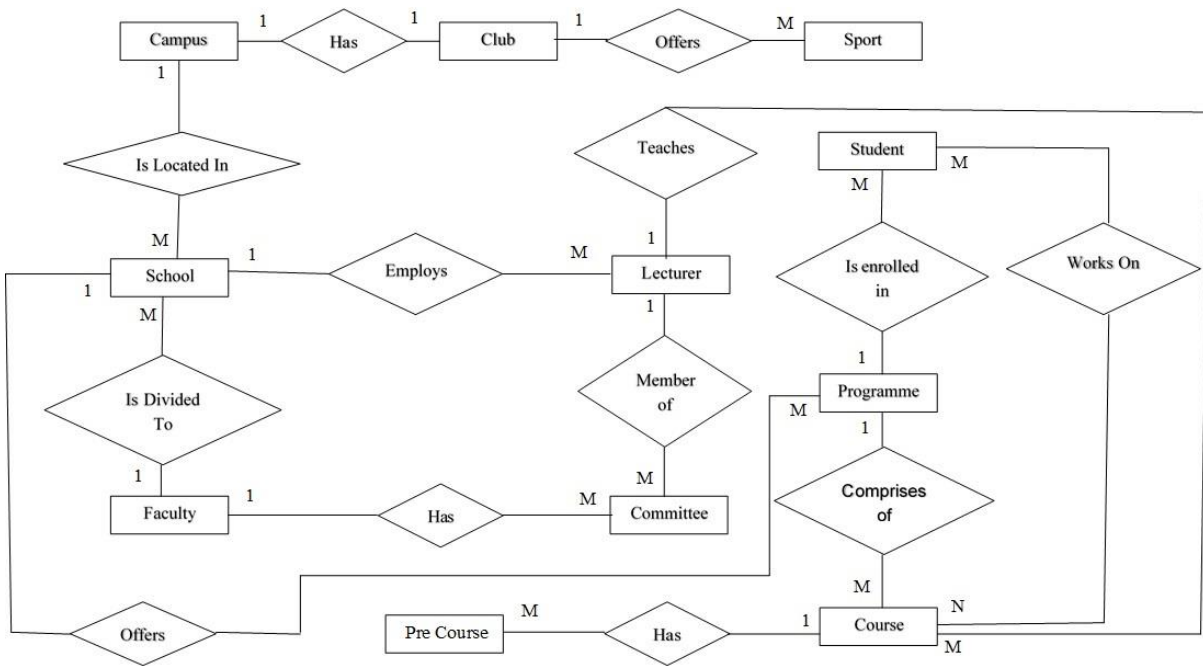 1 1 1 M
Campus Has Club Offers Sport
1
Teaches
Student
M M
Is Located In
M 1 M 1
School Employs Lecturer
Is enrolled
in
Works On
1 M 1
Member
of
1
Programme
M 1
Is Divided
To
1 1 M M
Faculty Has Committee
Comprises
of
M N
M 1 M
Offers Pre Course Has Course